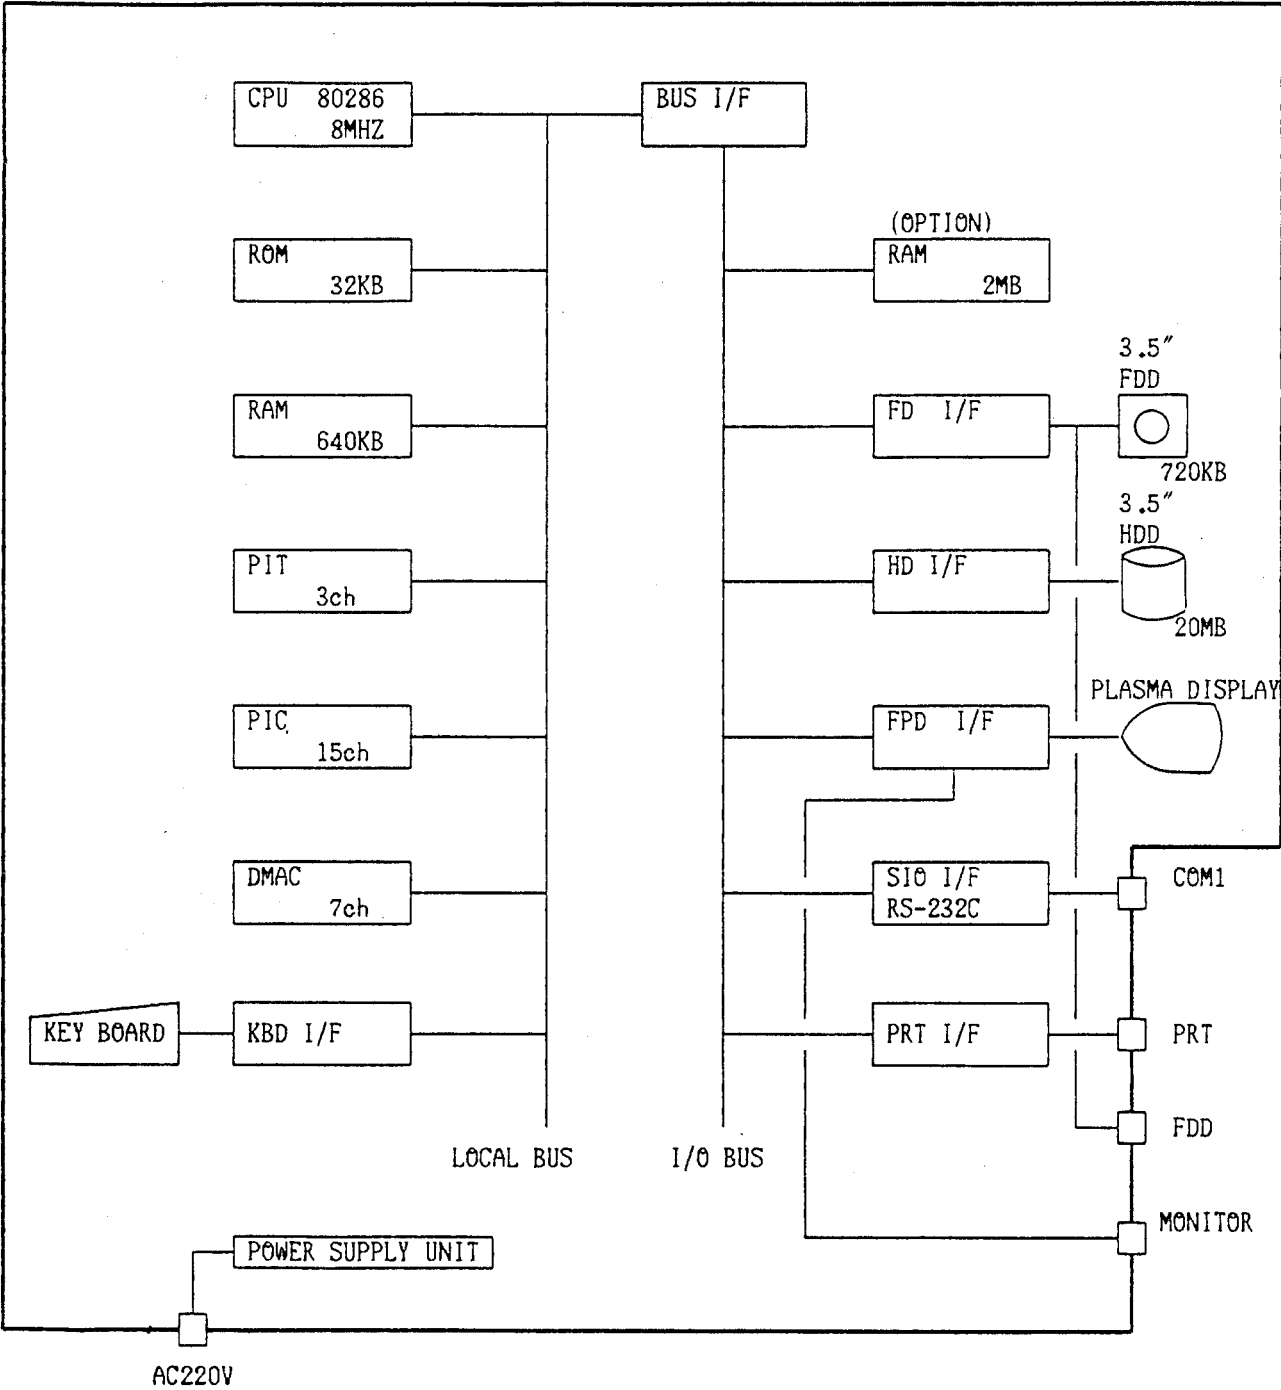 CPU 80286
8MHZ
BUS I/F
ROM
32KB
(OPTION)
RAM
2MB
RAM
640KB
FD I/F
3.5″
FDD
720KB
PIT
3ch
HD I/F
3.5″
HDD
20MB
PIC
15ch
FPD I/F
PLASMA DISPLAY
DMAC
7ch
SIO I/F
RS-232C
COM1
KEY BOARD
KBD I/F
PRT I/F
PRT
FDD
LOCAL BUS
I/O BUS
MONITOR
POWER SUPPLY UNIT
AC220V